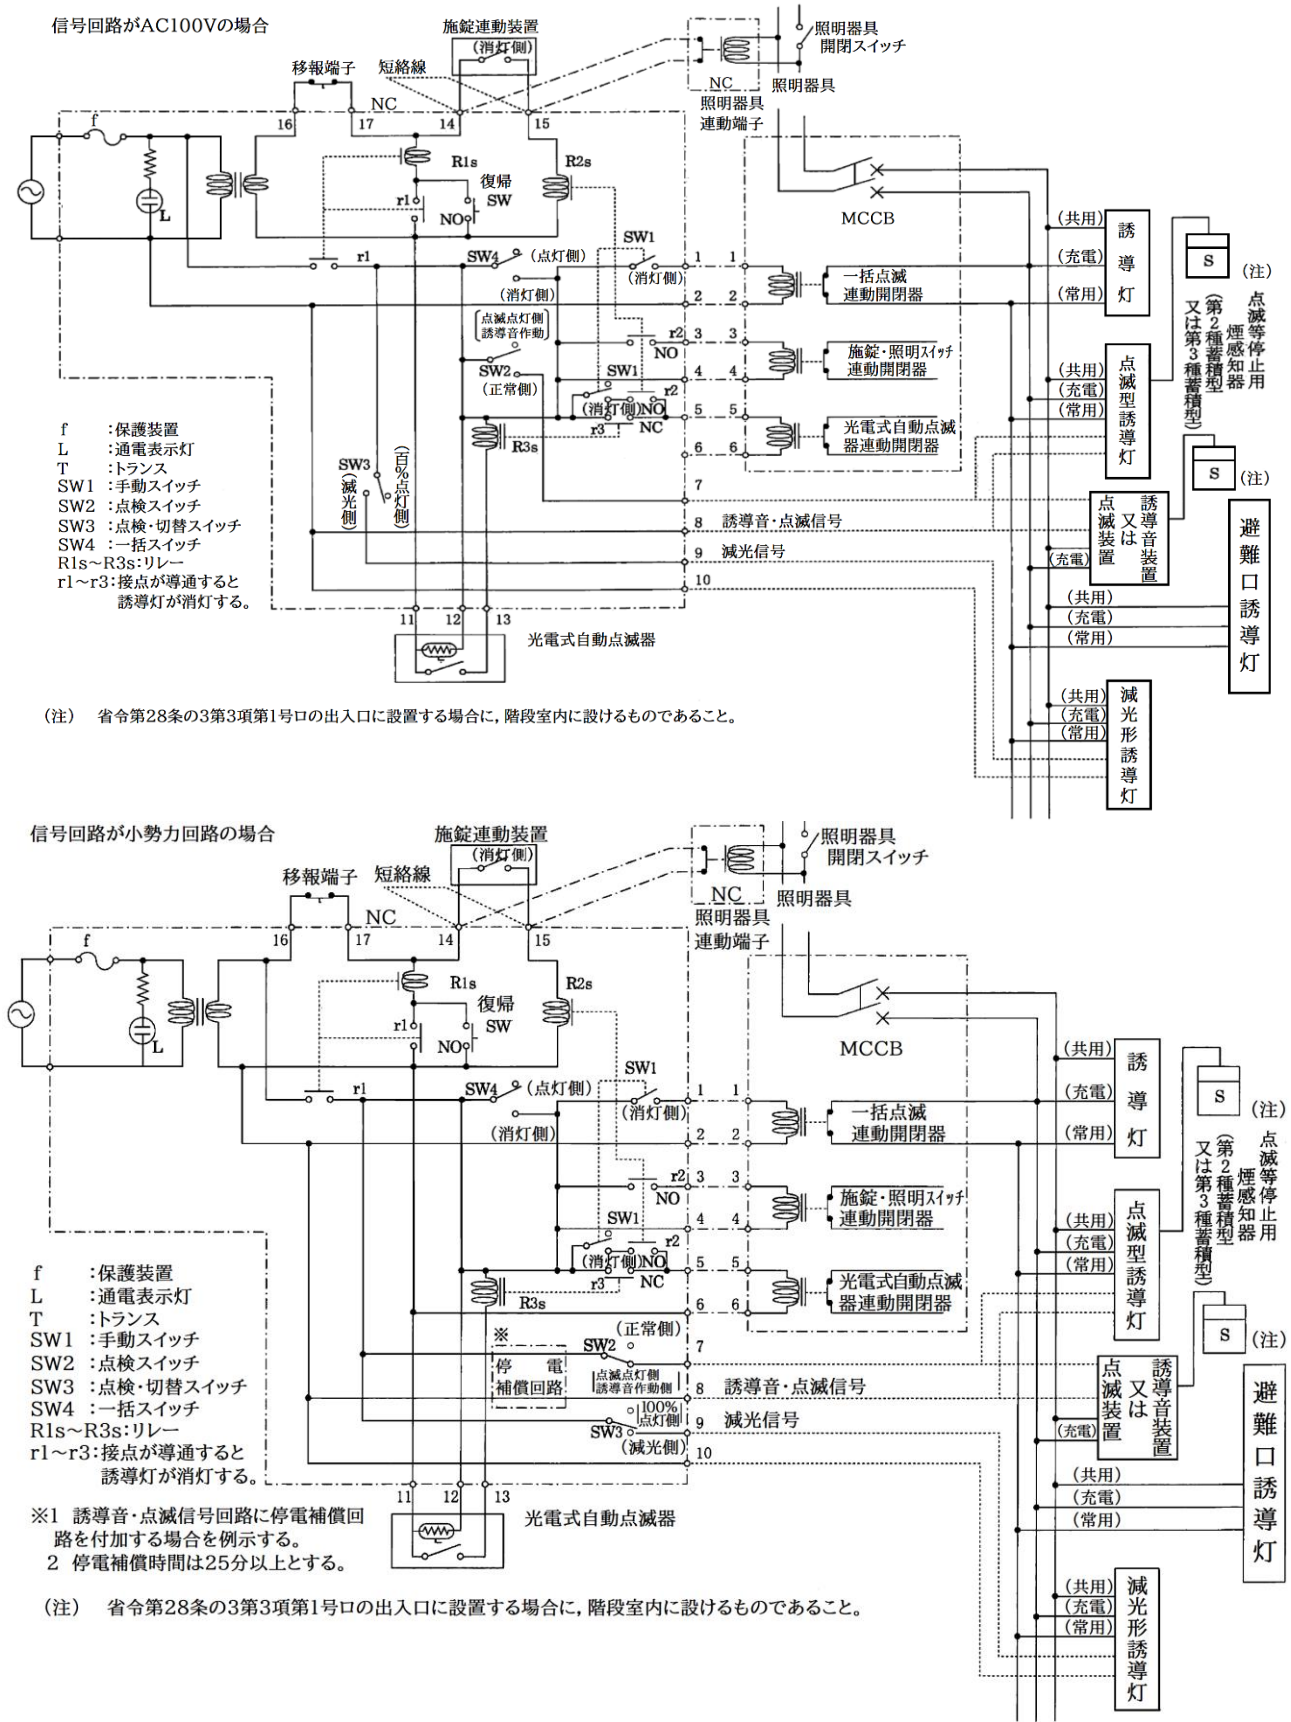 信号回路がAC100Vの場合
施錠連動装置
(消灯側)
照明器具
開閉スイッチ
移報端子
短絡線
NC
照明器具
照明器具
連動端子
NC
f
16
17
14
15
R1s
R2s
復帰
SW
r1
NO
L
MCCB
SW1
SW4
(点灯側)
r1
(消灯側)
(消灯側)
1
1
2
2
一括点滅
連動開閉器
点滅点灯側
誘導音作動
r2
NO
3
3
施錠・照明スイッチ
連動開閉器
SW2
(正常側)
SW1
4
4
r2
(消灯側)
NO
5
5
光電式自動点滅
器連動開閉器
r3
NC
R3s
6
6
SW3
(減光側)
(百%点灯側)
7
8
誘導音・点滅信号
9
減光信号
10
11
12
13
光電式自動点滅器
f :保護装置
L :通電表示灯
T :トランス
SW1 :手動スイッチ
SW2 :点検スイッチ
SW3 :点検・切替スイッチ
SW4 :一括スイッチ
R1s～R3s:リレー
r1～r3:接点が導通すると
誘導灯が消灯する。
(共用)
(充電)
(常用)
誘導灯
S
(注)
点滅等停止用
煙感知器
(第2種蓄積型
又は第3種蓄積型)
(共用)
(充電)
(常用)
点滅型誘導灯
S
(注)
誘導音装置
又は
点滅装置
(充電)
避難口誘導灯
(共用)
(充電)
(常用)
(共用)
(充電)
(常用)
減光形誘導灯
(注) 省令第28条の3第3項第1号ロの出入口に設置する場合に，階段室内に設けるものであること。
信号回路が小勢力回路の場合
施錠連動装置
(消灯側)
照明器具
開閉スイッチ
移報端子
短絡線
NC
照明器具
照明器具
連動端子
NC
f
16
17
14
15
R1s
R2s
復帰
SW
r1
NO
L
MCCB
SW1
SW4
(点灯側)
r1
(消灯側)
(消灯側)
1
1
2
2
一括点滅
連動開閉器
r2
NO
3
3
施錠・照明スイッチ
連動開閉器
SW1
4
4
r2
(消灯側)
NO
5
5
光電式自動点滅
器連動開閉器
r3
NC
R3s
6
6
(正常側)
※
SW2
7
停電
補償回路
点滅点灯側
誘導音作動側
8
誘導音・点滅信号
100%
点灯側
SW3
9
減光信号
(減光側)
10
11
12
13
光電式自動点滅器
f :保護装置
L :通電表示灯
T :トランス
SW1 :手動スイッチ
SW2 :点検スイッチ
SW3 :点検・切替スイッチ
SW4 :一括スイッチ
R1s～R3s:リレー
r1～r3:接点が導通すると
誘導灯が消灯する。
※1 誘導音・点滅信号回路に停電補償回
路を付加する場合を例示する。
2 停電補償時間は25分以上とする。
(共用)
(充電)
(常用)
誘導灯
S
(注)
点滅等停止用
煙感知器
(第2種蓄積型
又は第3種蓄積型)
(共用)
(充電)
(常用)
点滅型誘導灯
S
(注)
誘導音装置
又は
点滅装置
(充電)
避難口誘導灯
(共用)
(充電)
(常用)
(共用)
(充電)
(常用)
減光形誘導灯
(注) 省令第28条の3第3項第1号ロの出入口に設置する場合に，階段室内に設けるものであること。